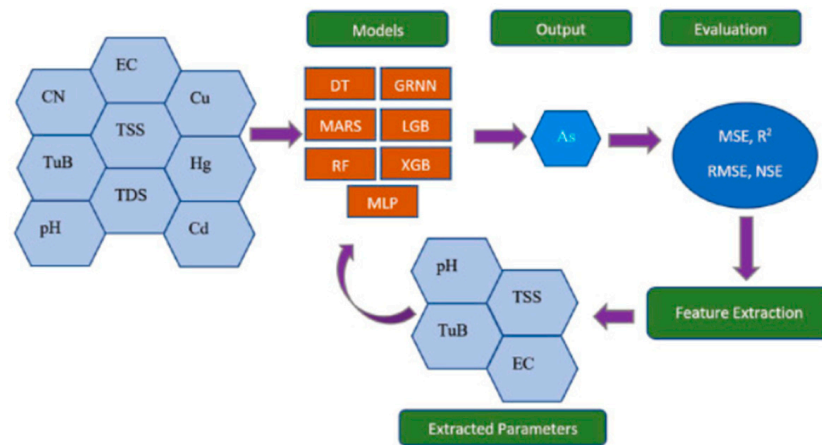 Models
Output
Evaluation
EC
CN
Cu
TSS
TuB
Hg
TDS
pH
Cd
DT
GRNN
MARS
LGB
RF
XGB
MLP
As
MSE, R²
RMSE, NSE
Feature Extraction
pH
TSS
TuB
EC
Extracted Parameters